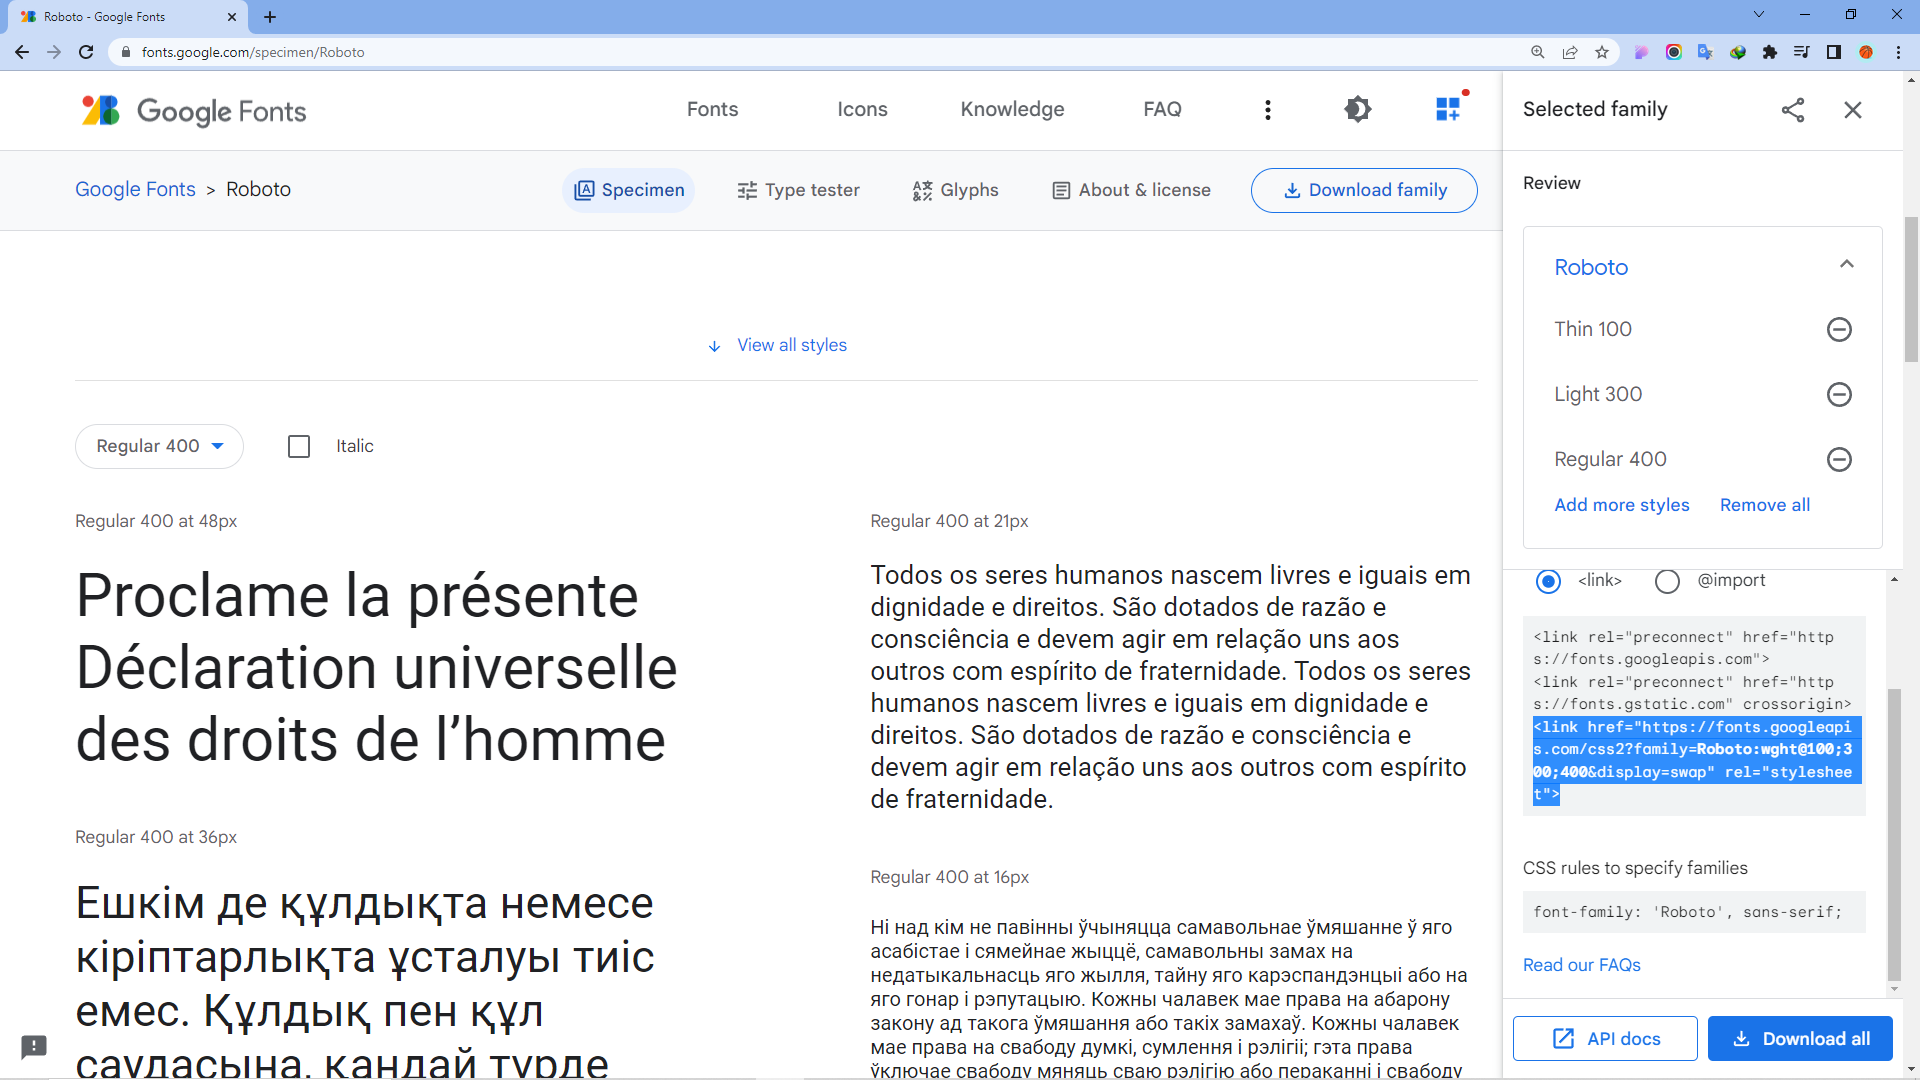 Roboto - Google Fonts
fonts.google.com/specimen/Roboto
Google Fonts
Fonts
Icons
Knowledge
FAQ
Google Fonts > Roboto
Specimen
Type tester
Glyphs
About & license
Download family
View all styles
Regular 400
Italic
Regular 400 at 48px
Proclame la présente
Déclaration universelle
des droits de l’homme
Regular 400 at 36px
Ешкім де құлдықта немесе
кіріптарлықта ұсталуы тиіс
емес. Құлдық пен құл
саудасына, қандай түрде
Regular 400 at 21px
Todos os seres humanos nascem livres e iguais em
dignidade e direitos. São dotados de razão e
consciência e devem agir em relação uns aos
outros com espírito de fraternidade. Todos os seres
humanos nascem livres e iguais em dignidade e
direitos. São dotados de razão e consciência e
devem agir em relação uns aos outros com espírito
de fraternidade.
Regular 400 at 16px
Ні над кім не павінны ўчыняцца самавольнае ўмяшанне ў яго
асабістае і сямейнае жыццё, самавольны замах на
недатыкальнасць яго жылля, тайну яго карэспандэнцыі або на
яго гонар і рэпутацыю. Кожны чалавек мае права на абарону
закону ад такога ўмяшання або такіх замахаў. Кожны чалавек
мае права на свабоду думкі, сумлення і рэлігіі; гэта права
ўключае свабоду мяняць сваю рэлігію або перакананні і свабоду
Selected family
Review
Roboto
Thin 100
Light 300
Regular 400
Add more styles
Remove all
<link>
@import
<link rel="preconnect" href="http
s://fonts.googleapis.com">
<link rel="preconnect" href="http
s://fonts.gstatic.com" crossorigin>
<link href="https://fonts.googleapi
s.com/css2?family=Roboto:wght@100;3
00;400&display=swap" rel="styleshee
t">
CSS rules to specify families
font-family: 'Roboto', sans-serif;
Read our FAQs
API docs
Download all